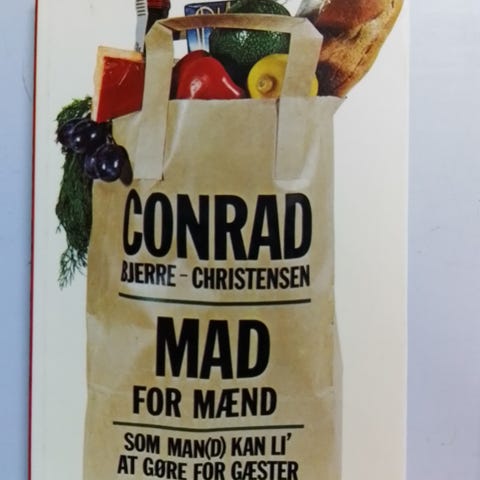 CONRAD
BJERRE-CHRISTENSEN
MAD
FOR MÆND
SOM MAN(D) KAN LI'
AT GØRE FOR GÆSTER